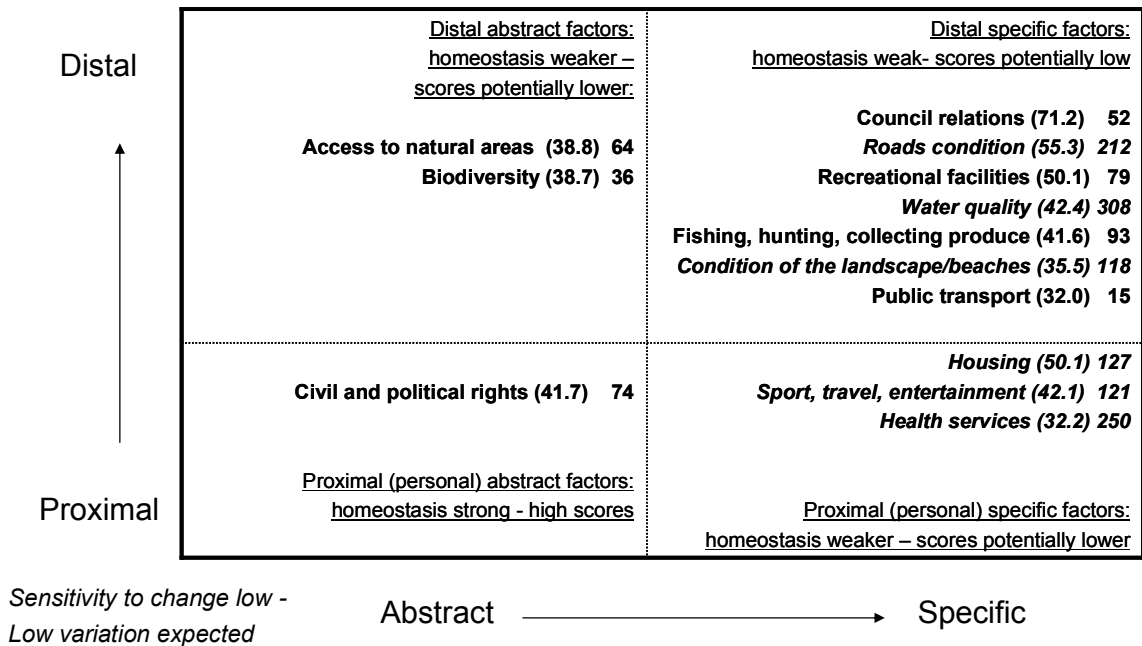 Distal
Distal abstract factors:
homeostasis weaker –
scores potentially lower:
Access to natural areas (38.8) 64
Biodiversity (38.7) 36
Distal specific factors:
homeostasis weak- scores potentially low
Council relations (71.2) 52
Roads condition (55.3) 212
Recreational facilities (50.1) 79
Water quality (42.4) 308
Fishing, hunting, collecting produce (41.6) 93
Condition of the landscape/beaches (35.5) 118
Public transport (32.0) 15
Proximal
Civil and political rights (41.7) 74
Proximal (personal) abstract factors:
homeostasis strong - high scores
Housing (50.1) 127
Sport, travel, entertainment (42.1) 121
Health services (32.2) 250
Proximal (personal) specific factors:
homeostasis weaker – scores potentially lower
Sensitivity to change low -
Low variation expected
Abstract
Specific